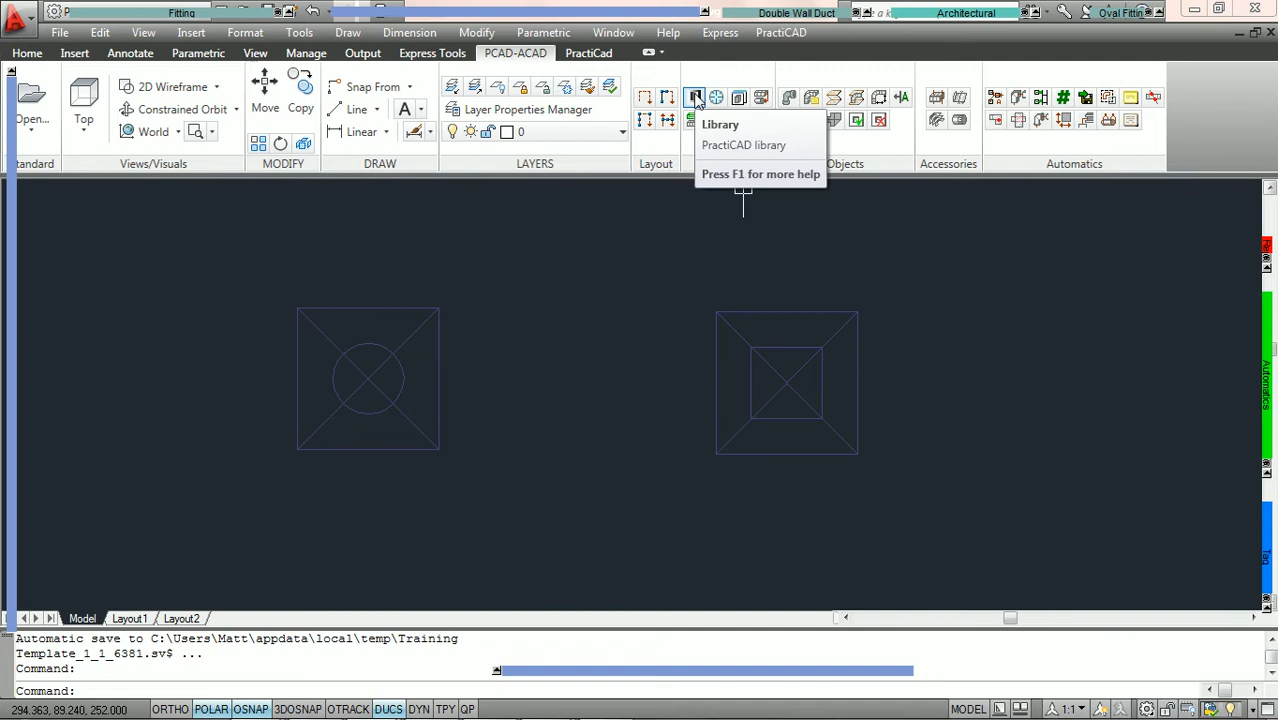 P Fitting Double Wall Duct Architectural Oval Fittin
File Edit View Insert Format Tools Draw Dimension Modify Parametric Window Help Express PractiCAD
Home Insert Annotate Parametric View Manage Output Express Tools PCAD-ACAD PractiCad
Open... Top 2D Wireframe Constrained Orbit World Move Copy Snap From Line A Linear Layer Properties Manager 0
Library
PractiCAD library
Press F1 for more help
tandard Views/Visuals MODIFY DRAW LAYERS Layout Objects Accessories Automatics
Re
Automatics
Tag
Model Layout1 Layout2
Automatic save to C:\Users\Matt\appdata\local\temp\Training
Template_1_1_6381.sv$ ...
Command:
Command:
294.363, 89.240, 252.000 ORTHO POLAR OSNAP 3DOSNAP OTRACK DUCS DYN TPY QP MODEL 1:1